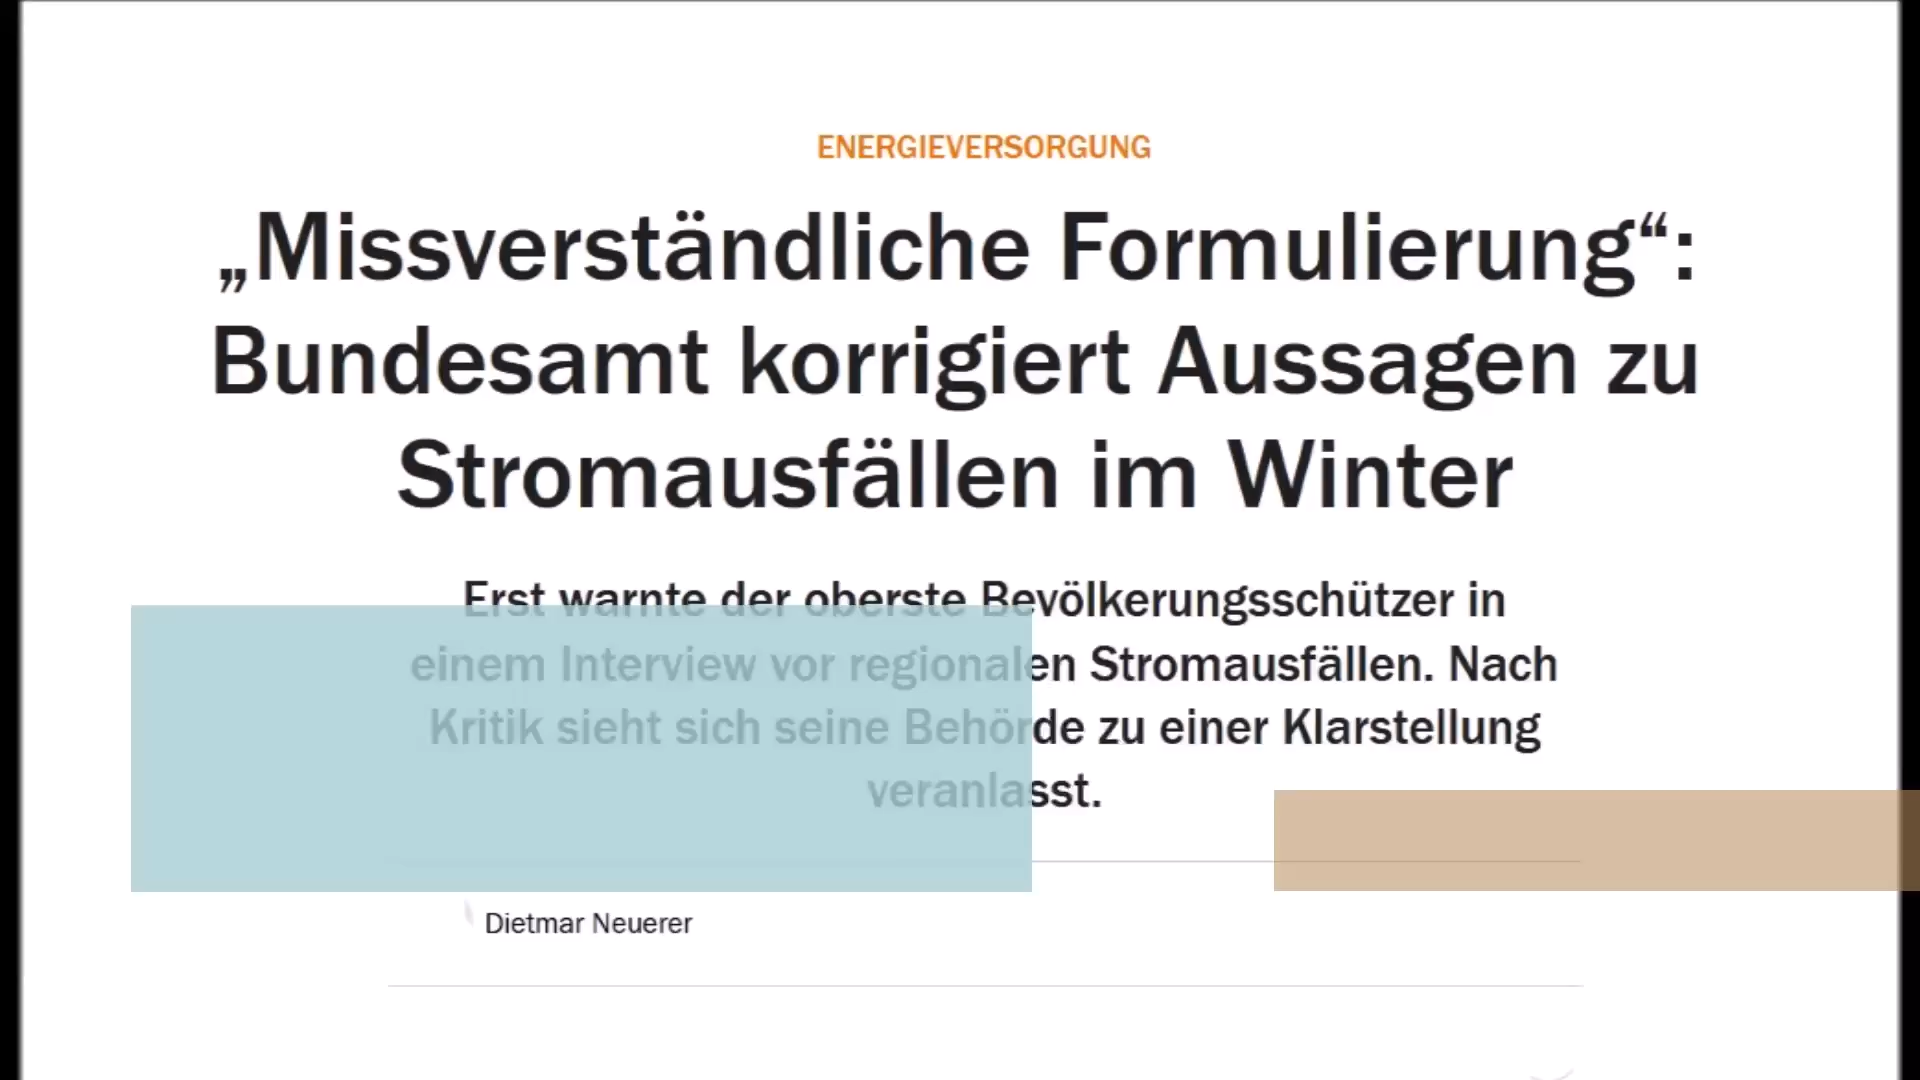 ENERGIEVERSORGUNG
„Missverständliche Formulierung“:
Bundesamt korrigiert Aussagen zu
Stromausfällen im Winter
Erst warnte der oberste Bevölkerungsschützer in
einem Interview vor regionalen Stromausfällen. Nach
Kritik sieht sich seine Behörde zu einer Klarstellung
veranlasst.
Dietmar Neuerer